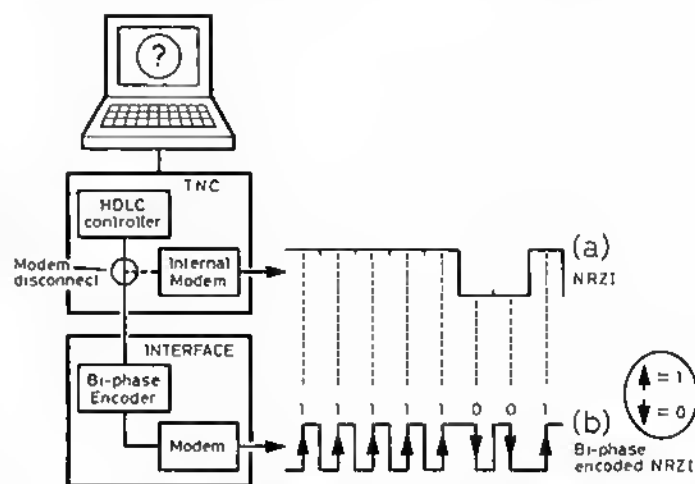 ?
TNC
HDLC
controller
Modem
disconnect
Internal
Modem
(a)
NRZI
INTERFACE
Bi-phase
Encoder
Modem
1 1 1 1 1 0 0 1
(b)
Bi-phase
encoded NRZI
= 1
= 0